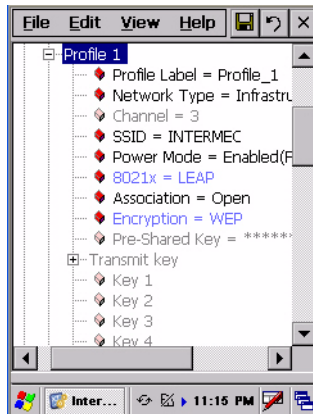 File Edit View Help
Profile 1
Profile Label = Profile_1
Network Type = Infrastru
Channel = 3
SSID = INTERMEC
Power Mode = Enabled(F
8021x = LEAP
Association = Open
Encryption = WEP
Pre-Shared Key = ******
Transmit key
Key 1
Key 2
Key 3
Key 4
Inter... 11:15 PM